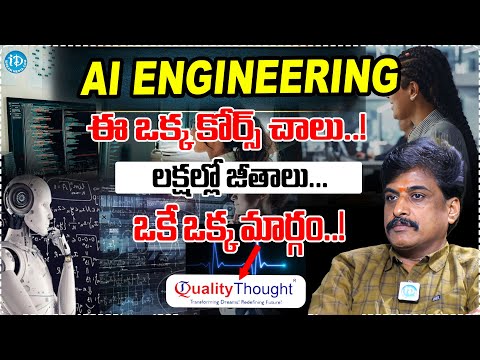 iD
AI ENGINEERING
ఈ ఒక్క కోర్స్ చాలు..!
లక్షల్లో జీతాలు...
ఒకే ఒక్క మార్గం..!
QualityThought®
Transforming Dreams! Redefining Future!
iD